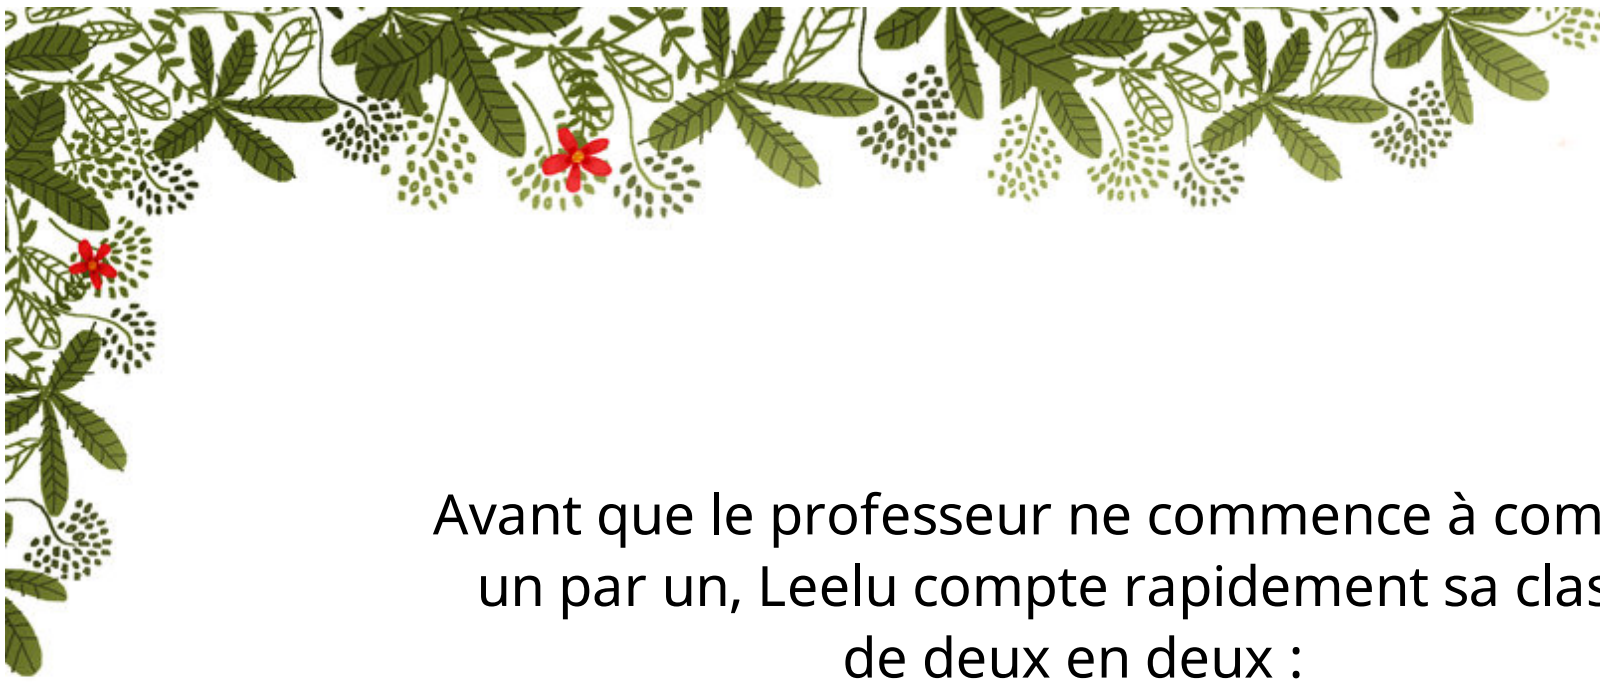 Avant que le professeur ne commence à com
un par un, Leelu compte rapidement sa clas
de deux en deux :